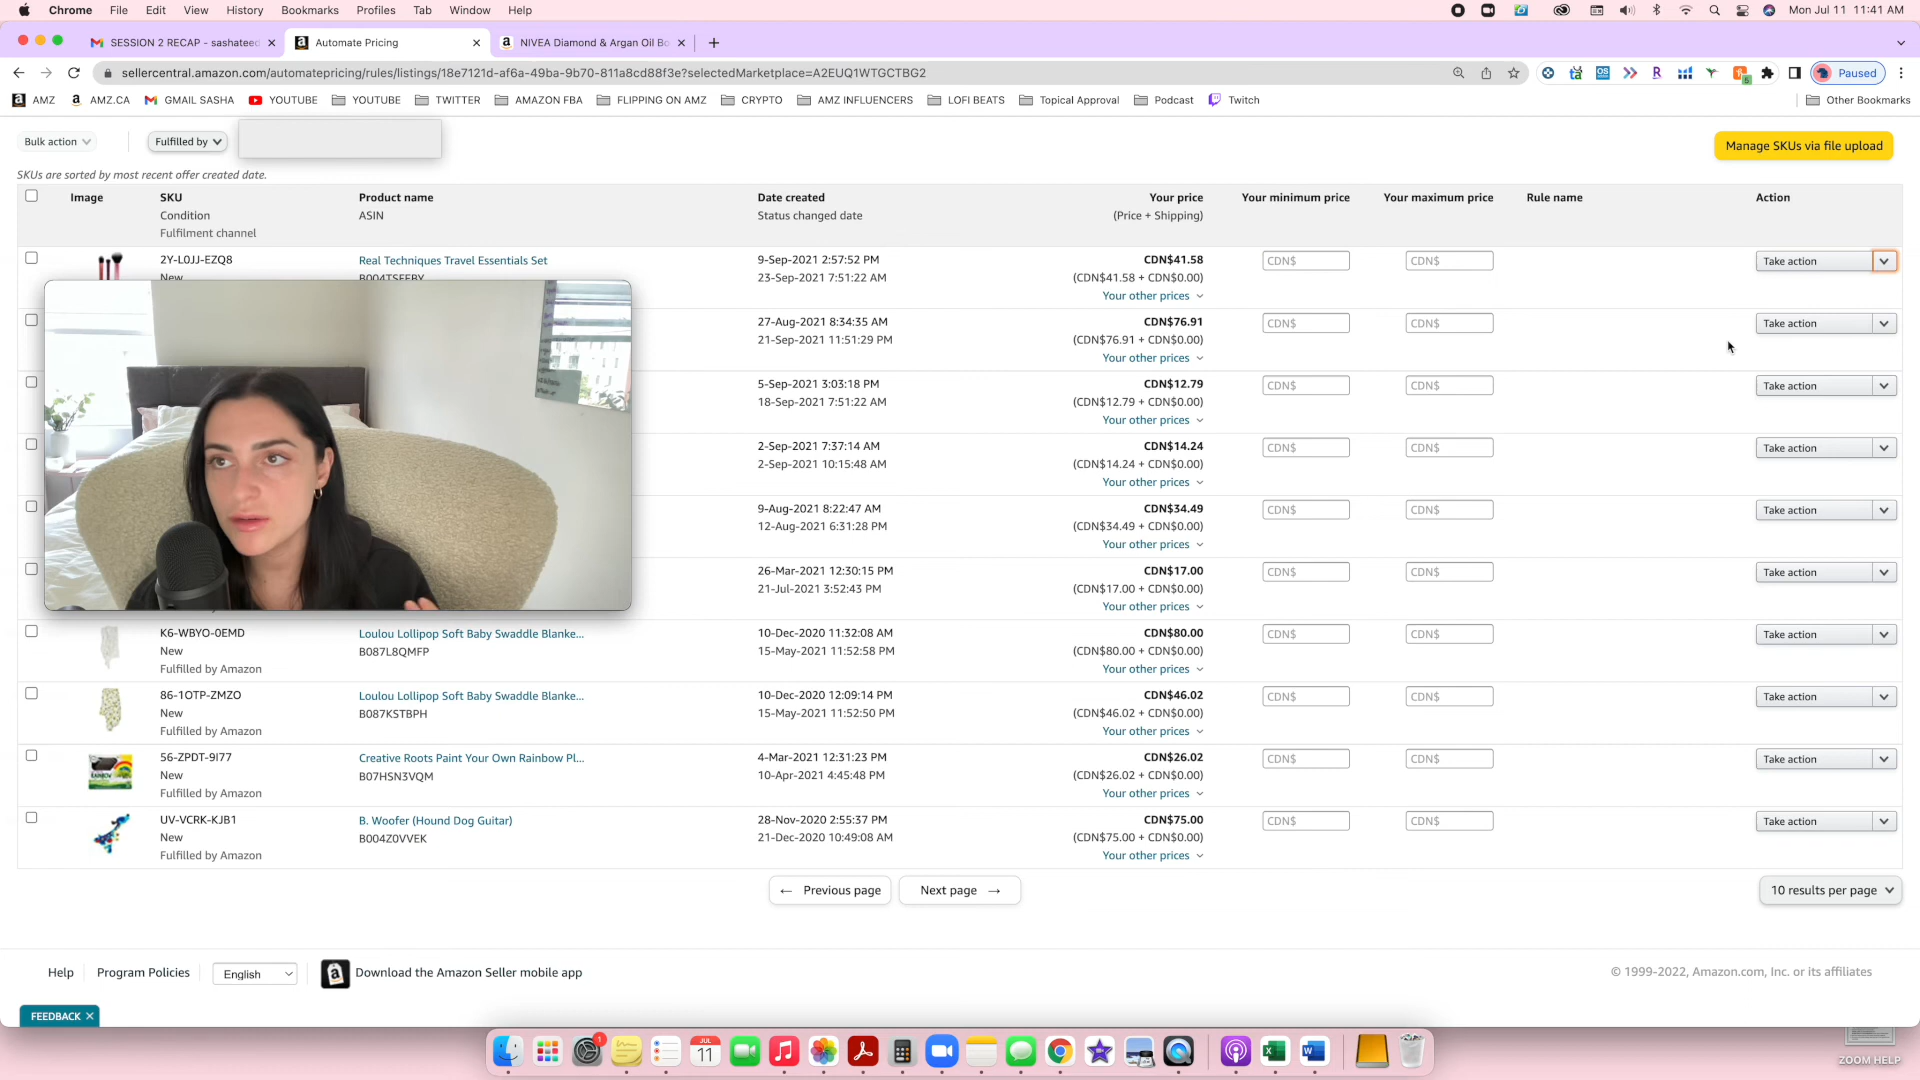 Chrome File Edit View History Bookmarks Profiles Tab Window Help Mon Jul 11 11:41 AM
SESSION 2 RECAP - sashateed Automate Pricing NIVEA Diamond & Argan Oil Bo
sellercentral.amazon.com/automatepricing/rules/listings/18e7121d-af6a-49ba-9b70-811a8cd88f3e?selectedMarketplace=A2EUQ1WTGCTBG2 Paused
AMZ AMZ.CA GMAIL SASHA YOUTUBE YOUTUBE TWITTER AMAZON FBA FLIPPING ON AMZ CRYPTO AMZ INFLUENCERS LOFI BEATS Topical Approval Podcast Twitch Other Bookmarks
Bulk action Fulfilled by Manage SKUs via file upload
SKUs are sorted by most recent offer created date.
Image SKU Product name Date created Your price Your minimum price Your maximum price Rule name Action
Condition ASIN Status changed date (Price + Shipping)
Fulfilment channel
2Y-L0JJ-EZQ8 Real Techniques Travel Essentials Set 9-Sep-2021 2:57:52 PM CDN$41.58 CDN$ CDN$ Take action
New B004TSFEBY 23-Sep-2021 7:51:22 AM (CDN$41.58 + CDN$0.00)
Your other prices
27-Aug-2021 8:34:35 AM CDN$76.91 CDN$ CDN$ Take action
21-Sep-2021 11:51:29 PM (CDN$76.91 + CDN$0.00)
Your other prices
5-Sep-2021 3:03:18 PM CDN$12.79 CDN$ CDN$ Take action
18-Sep-2021 7:51:22 AM (CDN$12.79 + CDN$0.00)
Your other prices
2-Sep-2021 7:37:14 AM CDN$14.24 CDN$ CDN$ Take action
2-Sep-2021 10:15:48 AM (CDN$14.24 + CDN$0.00)
Your other prices
9-Aug-2021 8:22:47 AM CDN$34.49 CDN$ CDN$ Take action
12-Aug-2021 6:31:28 PM (CDN$34.49 + CDN$0.00)
Your other prices
26-Mar-2021 12:30:15 PM CDN$17.00 CDN$ CDN$ Take action
21-Jul-2021 3:52:43 PM (CDN$17.00 + CDN$0.00)
Your other prices
K6-WBYO-0EMD Loulou Lollipop Soft Baby Swaddle Blanke... 10-Dec-2020 11:32:08 AM CDN$80.00 CDN$ CDN$ Take action
New B087L8QMFP 15-May-2021 11:52:58 PM (CDN$80.00 + CDN$0.00)
Fulfilled by Amazon Your other prices
86-1OTP-ZMZO Loulou Lollipop Soft Baby Swaddle Blanke... 10-Dec-2020 12:09:14 PM CDN$46.02 CDN$ CDN$ Take action
New B087KSTBPH 15-May-2021 11:52:50 PM (CDN$46.02 + CDN$0.00)
Fulfilled by Amazon Your other prices
56-ZPDT-9I77 Creative Roots Paint Your Own Rainbow Pl... 4-Mar-2021 12:31:23 PM CDN$26.02 CDN$ CDN$ Take action
New B07HSN3VQM 10-Apr-2021 4:45:48 PM (CDN$26.02 + CDN$0.00)
Fulfilled by Amazon Your other prices
UV-VCRK-KJB1 B. Woofer (Hound Dog Guitar) 28-Nov-2020 2:55:37 PM CDN$75.00 CDN$ CDN$ Take action
New B004Z0VVEK 21-Dec-2020 10:49:08 AM (CDN$75.00 + CDN$0.00)
Fulfilled by Amazon Your other prices
← Previous page Next page → 10 results per page
Help Program Policies English Download the Amazon Seller mobile app © 1999-2022, Amazon.com, Inc. or its affiliates
FEEDBACK ×
JUL
11
ZOOM HELP